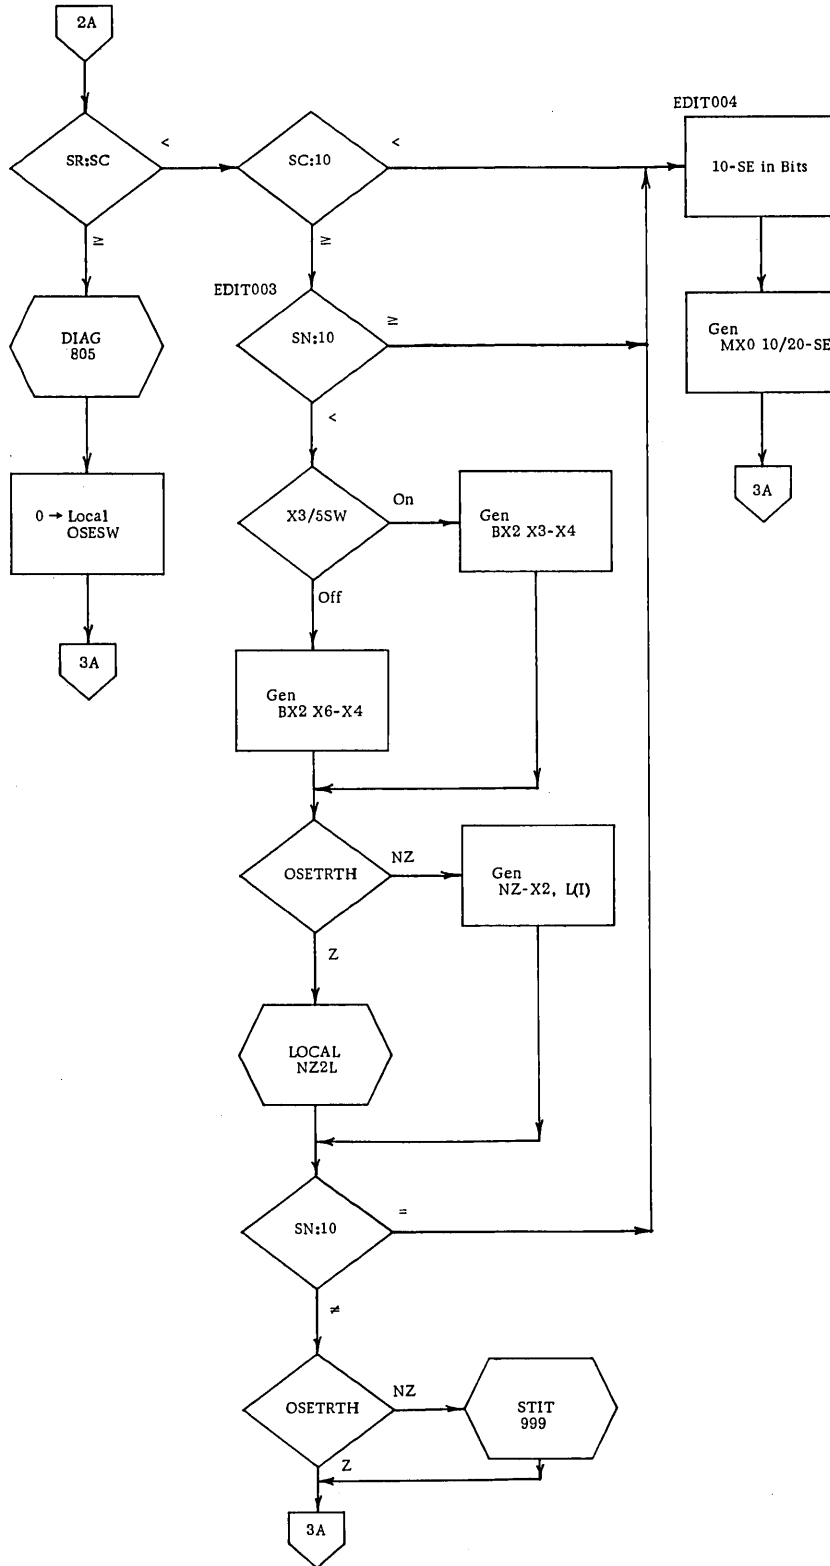 2A
EDIT004
SR:SC
<
SC:10
<
10-SE in Bits
≥
≥
EDIT003
DIAG
805
SN:10
≥
Gen
MX0 10/20-SE
<
0 → Local
OSESW
X3/5SW
On
Gen
BX2 X3-X4
3A
Off
3A
Gen
BX2 X6-X4
OSETRTH
NZ
Gen
NZ-X2, L(I)
Z
LOCAL
NZ2L
SN:10
=
≠
OSETRTH
NZ
STIT
999
Z
3A